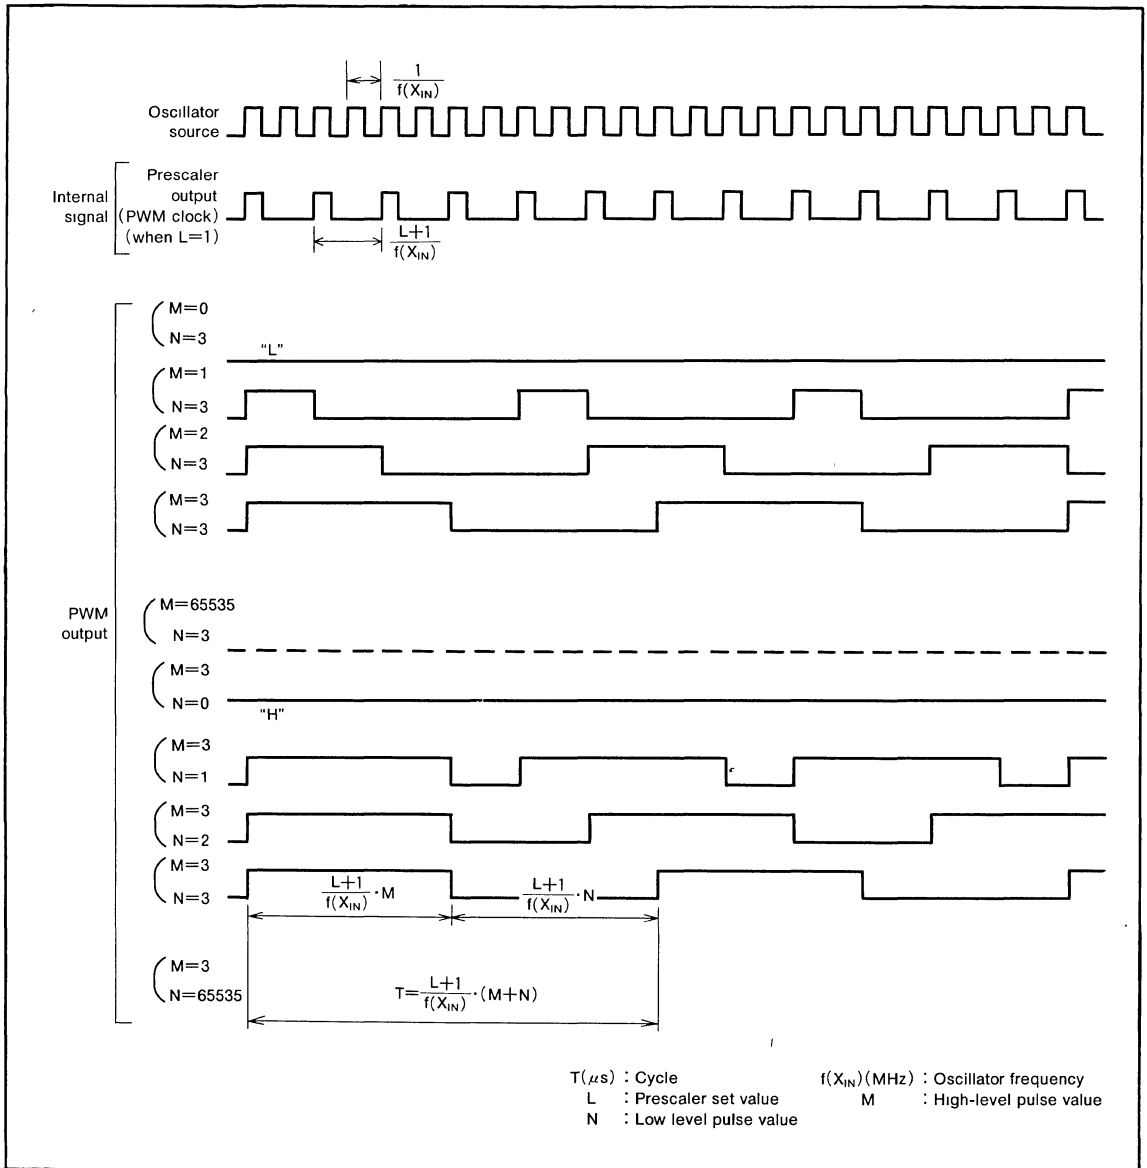 1
f(XIN)
Oscillator
source
Prescaler
output
Internal
signal (PWM clock)
(when L=1)
L+1
f(XIN)
M=0
N=3
"L"
M=1
N=3
M=2
N=3
M=3
N=3
M=65535
N=3
PWM
output
M=3
N=0
"H"
M=3
N=1
M=3
N=2
M=3
N=3
L+1/f(XIN)·M
L+1/f(XIN)·N
M=3
N=65535
T=L+1/f(XIN)·(M+N)
T(μs) : Cycle f(XIN)(MHz) : Oscillator frequency
L : Prescaler set value M : High-level pulse value
N : Low level pulse value